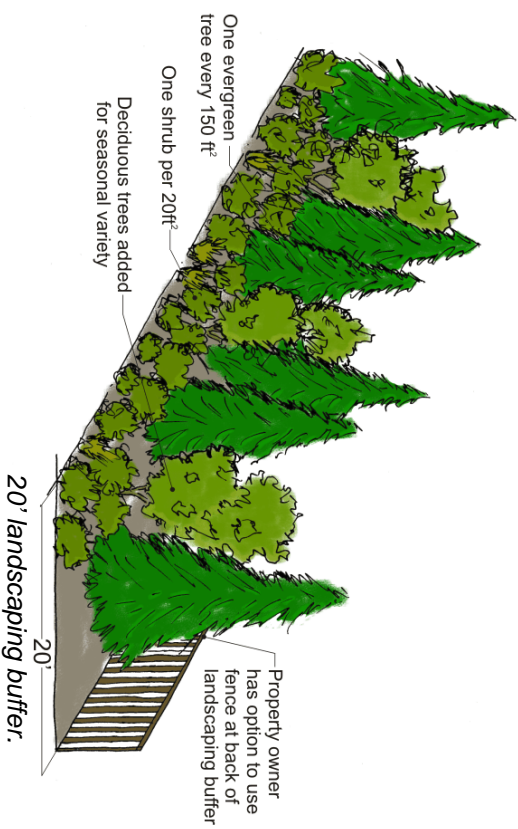 One evergreen
tree every 150 ft²
One shrub per 20ft²
Deciduous trees added
for seasonal variety
Property owner
has option to use
fence at back of
landscaping buffer
20'
20' landscaping buffer.